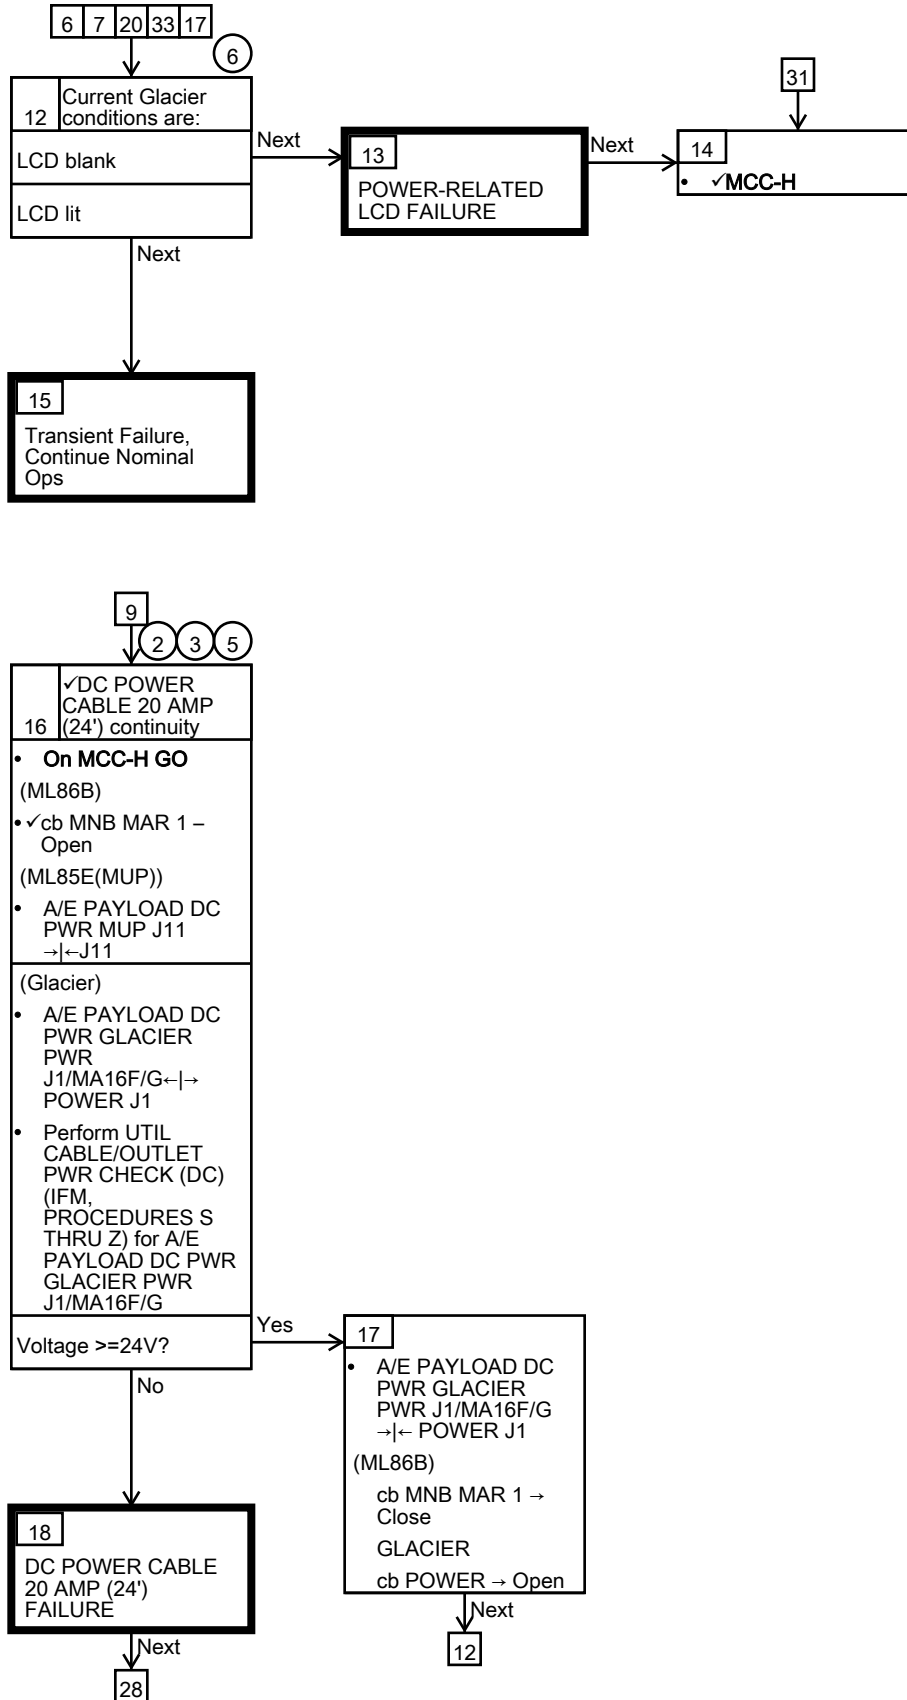 6 7 20 33 17
6
12 Current Glacier
conditions are:
LCD blank
LCD lit
Next
Next
13
POWER-RELATED
LCD FAILURE
Next
31
14
• ✓MCC-H
15
Transient Failure,
Continue Nominal
Ops
9
2 3 5
16 ✓DC POWER
CABLE 20 AMP
(24') continuity
• On MCC-H GO
(ML86B)
• ✓cb MNB MAR 1 –
Open
(ML85E(MUP))
• A/E PAYLOAD DC
PWR MUP J11
→|←J11
(Glacier)
• A/E PAYLOAD DC
PWR GLACIER
PWR
J1/MA16F/G←|→
POWER J1
• Perform UTIL
CABLE/OUTLET
PWR CHECK (DC)
(IFM,
PROCEDURES S
THRU Z) for A/E
PAYLOAD DC PWR
GLACIER PWR
J1/MA16F/G
Voltage >=24V?
Yes
No
17
• A/E PAYLOAD DC
PWR GLACIER
PWR J1/MA16F/G
→|← POWER J1
(ML86B)
cb MNB MAR 1 →
Close
GLACIER
cb POWER → Open
Next
12
18
DC POWER CABLE
20 AMP (24')
FAILURE
Next
28